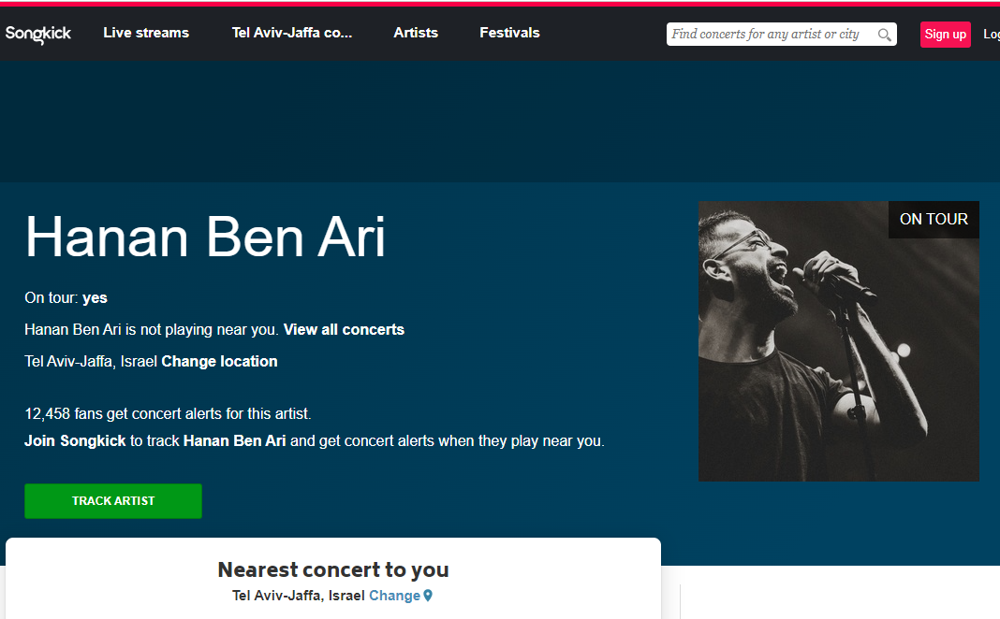 Songkick
Live streams
Tel Aviv-Jaffa co...
Artists
Festivals
Find concerts for any artist or city
Sign up
Hanan Ben Ari
ON TOUR
On tour: yes
Hanan Ben Ari is not playing near you. View all concerts
Tel Aviv-Jaffa, Israel Change location
12,458 fans get concert alerts for this artist.
Join Songkick to track Hanan Ben Ari and get concert alerts when they play near you.
TRACK ARTIST
Nearest concert to you
Tel Aviv-Jaffa, Israel Change